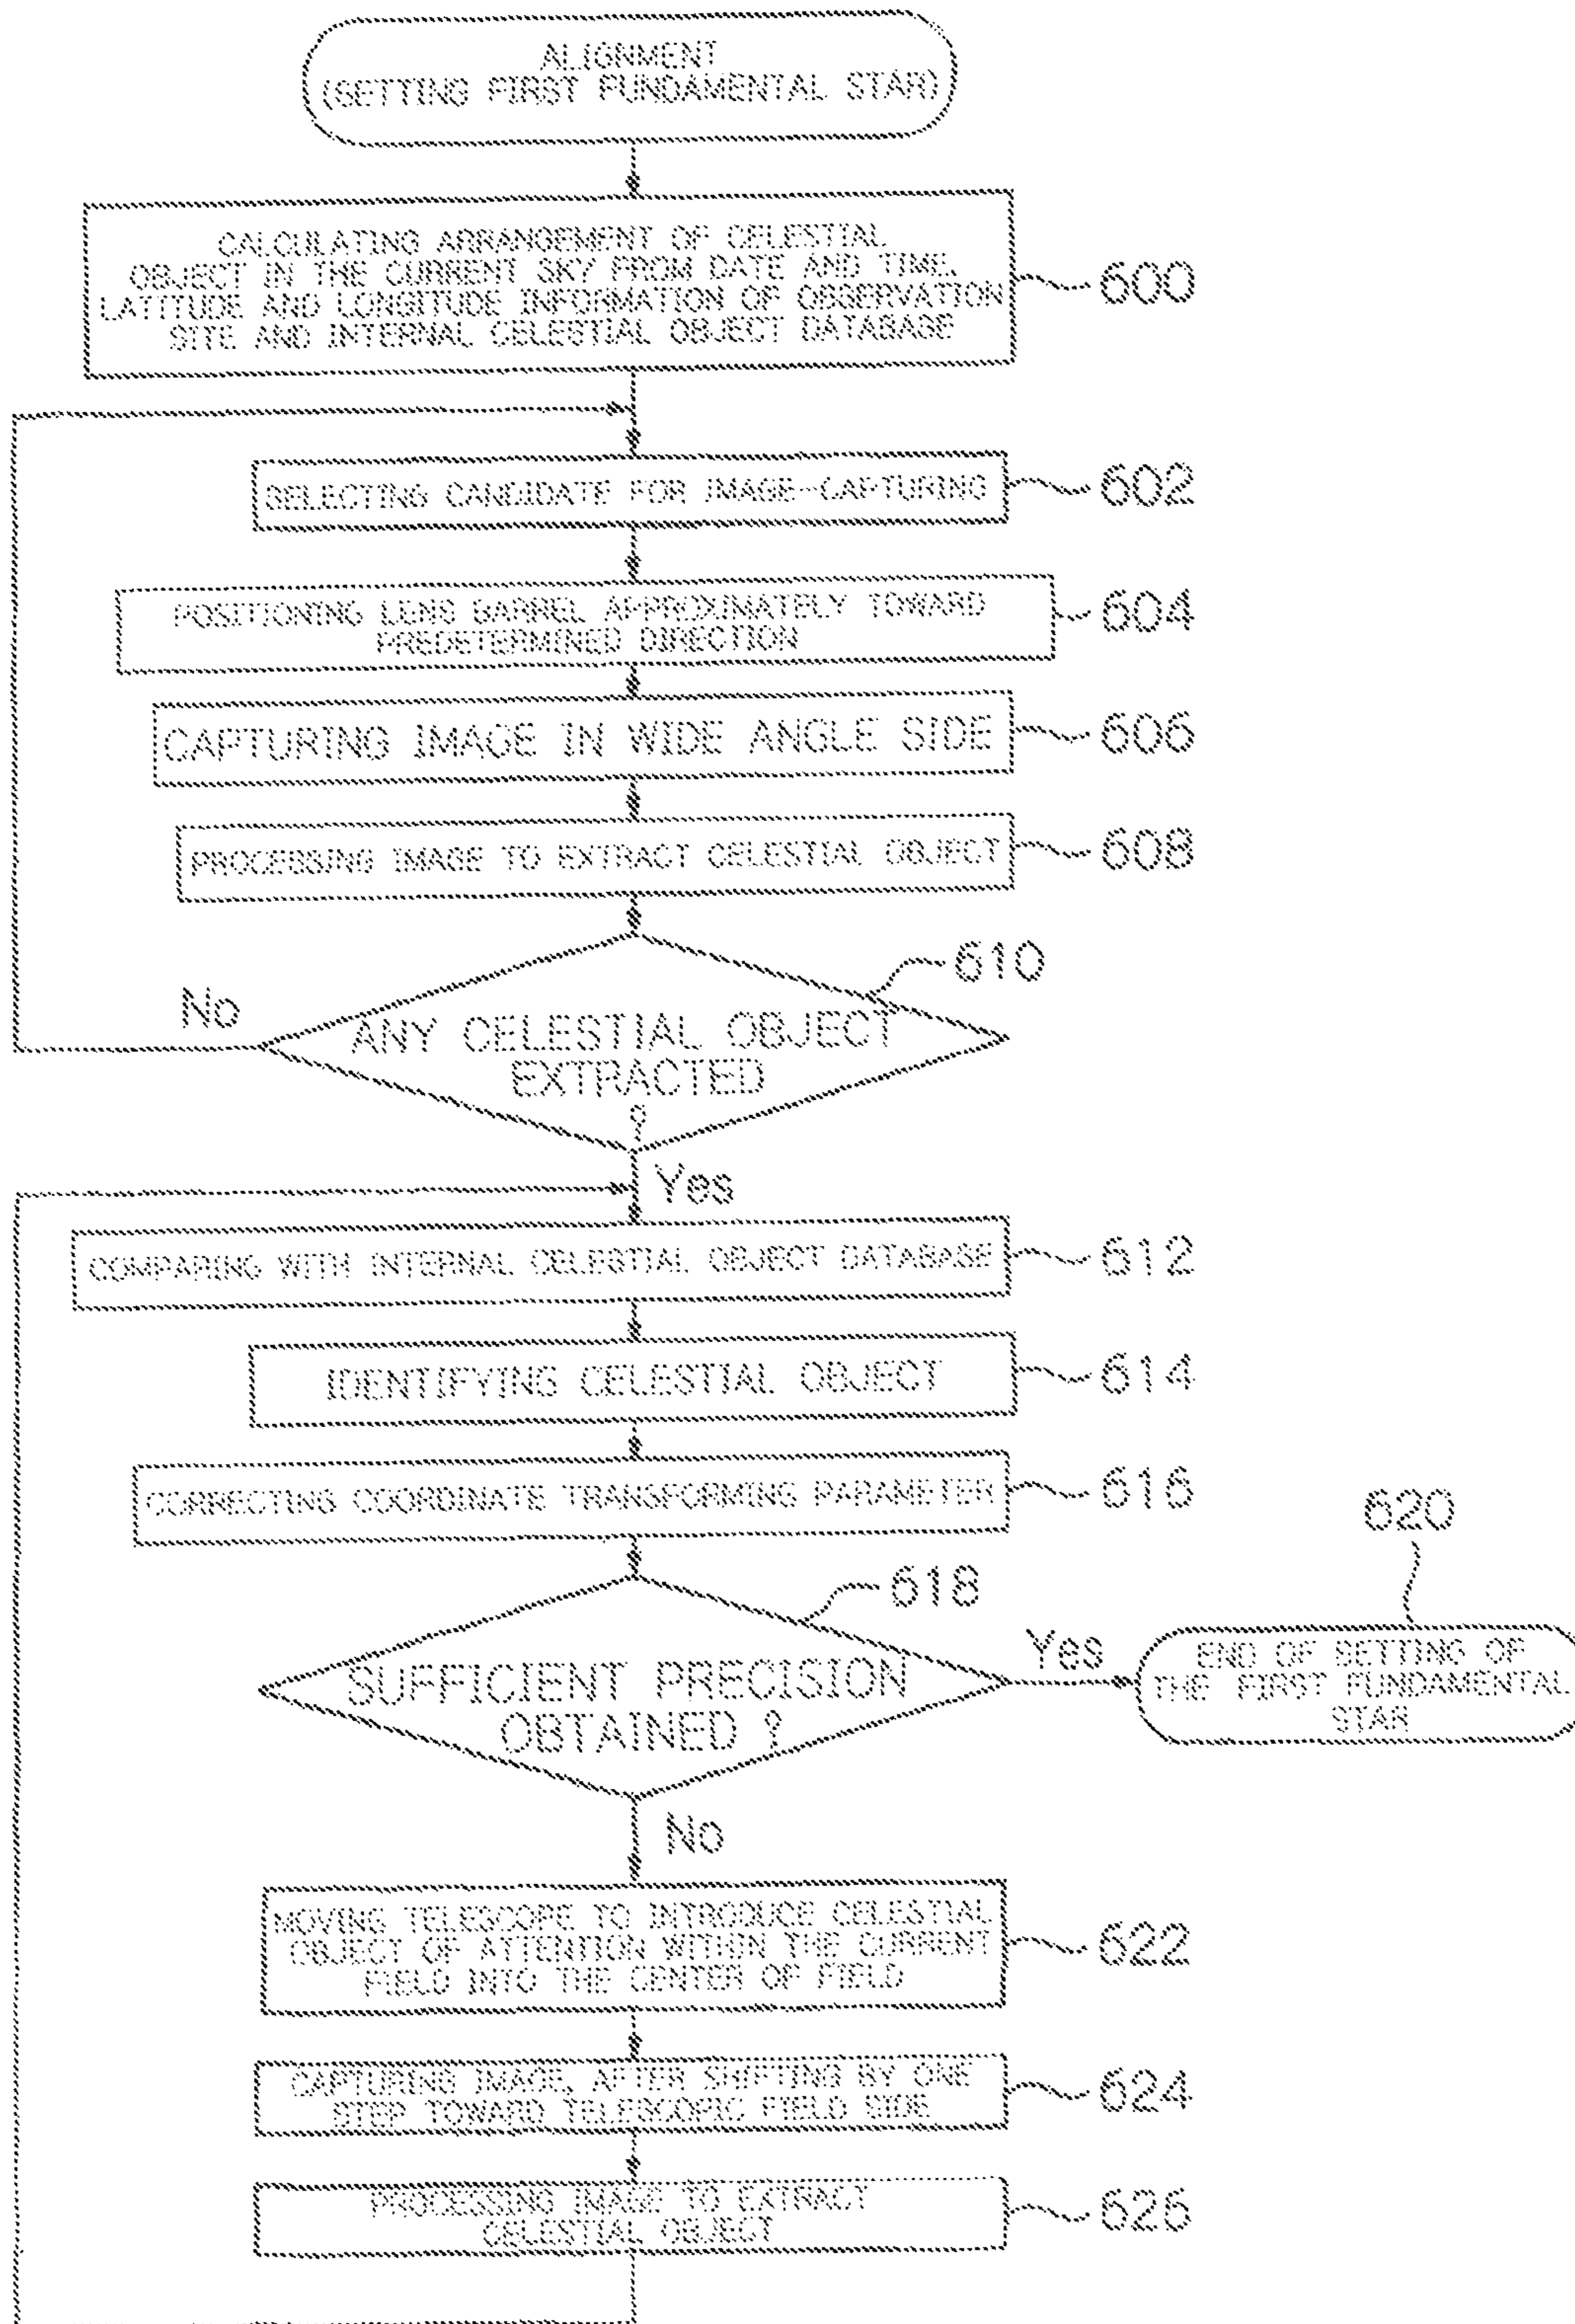 ALIGNMENT
(SETTING FIRST FUNDAMENTAL STAR)
CALCULATING ARRANGEMENT OF CELESTIAL
OBJECT IN THE CURRENT SKY FROM DATE AND TIME,
LATITUDE AND LONGITUDE INFORMATION OF OBSERVATION
SITE AND INTERNAL CELESTIAL OBJECT DATABASE
600
SELECTING CANDIDATE FOR IMAGE-CAPTURING
602
POSITIONING LENS BARREL APPROXIMATELY TOWARD
PREDETERMINED DIRECTION
604
CAPTURING IMAGE IN WIDE ANGLE SIDE
606
PROCESSING IMAGE TO EXTRACT CELESTIAL OBJECT
608
610
No
ANY CELESTIAL OBJECT
EXTRACTED
?
Yes
COMPARING WITH INTERNAL CELESTIAL OBJECT DATABASE
612
IDENTIFYING CELESTIAL OBJECT
614
CORRECTING COORDINATE TRANSFORMING PARAMETER
616
620
618
SUFFICIENT PRECISION
OBTAINED ?
Yes
END OF SETTING OF
THE FIRST FUNDAMENTAL
STAR
No
MOVING TELESCOPE TO INTRODUCE CELESTIAL
OBJECT OF ATTENTION WITHIN THE CURRENT
FIELD INTO THE CENTER OF FIELD
622
CAPTURING IMAGE, AFTER SHIFTING BY ONE
STEP TOWARD TELESCOPIC FIELD SIDE
624
PROCESSING IMAGE TO EXTRACT
CELESTIAL OBJECT
626